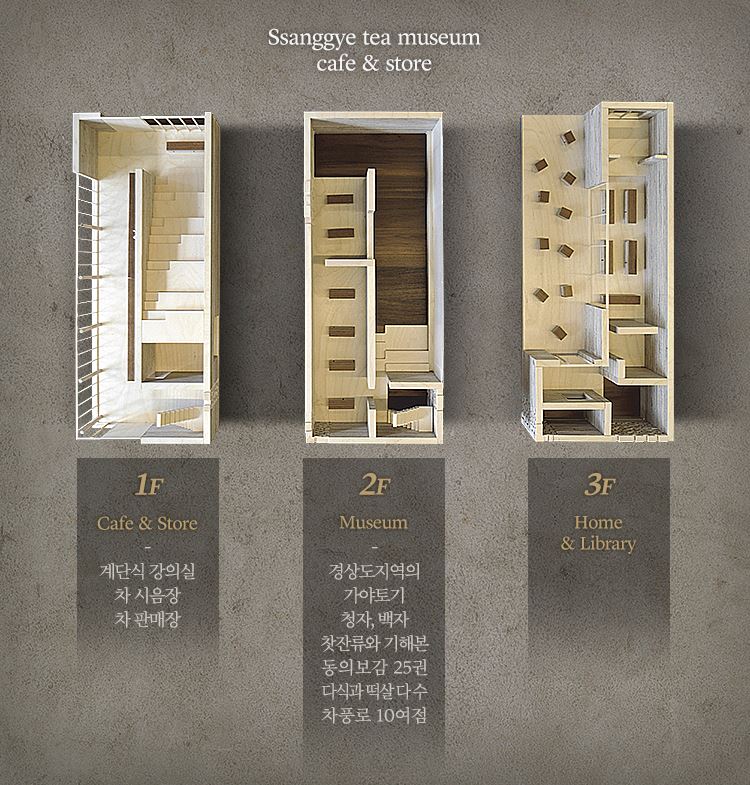 Ssanggye tea museum
cafe & store
1F
Cafe & Store
-
계단식 강의실
차 시음장
차 판매장
2F
Museum
-
경상도지역의
가야토기
청자, 백자
찻잔류와 기해본
동의보감 25권
다식과 떡살 다수
차풍로 10여점
3F
Home
& Library